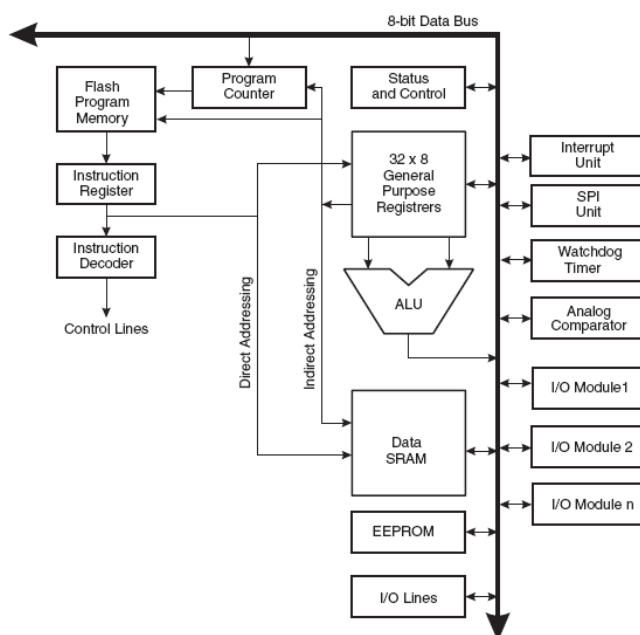 8-bit Data Bus
Flash
Program
Memory
Program
Counter
Status
and Control
32 x 8
General
Purpose
Registrers
Interrupt
Unit
Instruction
Register
SPI
Unit
Instruction
Decoder
Watchdog
Timer
Control Lines
Direct Addressing
Indirect Addressing
ALU
Analog
Comparator
I/O Module1
Data
SRAM
I/O Module 2
I/O Module n
EEPROM
I/O Lines